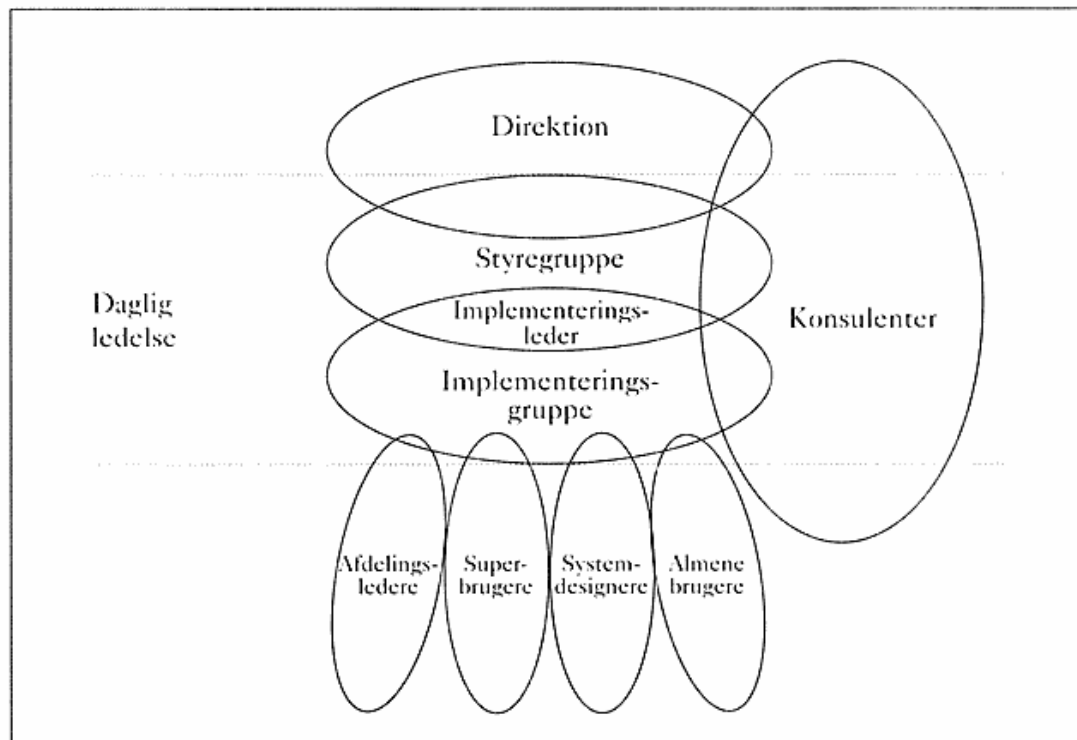 Direktion
Styregruppe
Daglig
ledelse
Implementerings-
leder
Konsulenter
Implementerings-
gruppe
Afdelings-
ledere
Super-
brugere
System-
designere
Almene
brugere